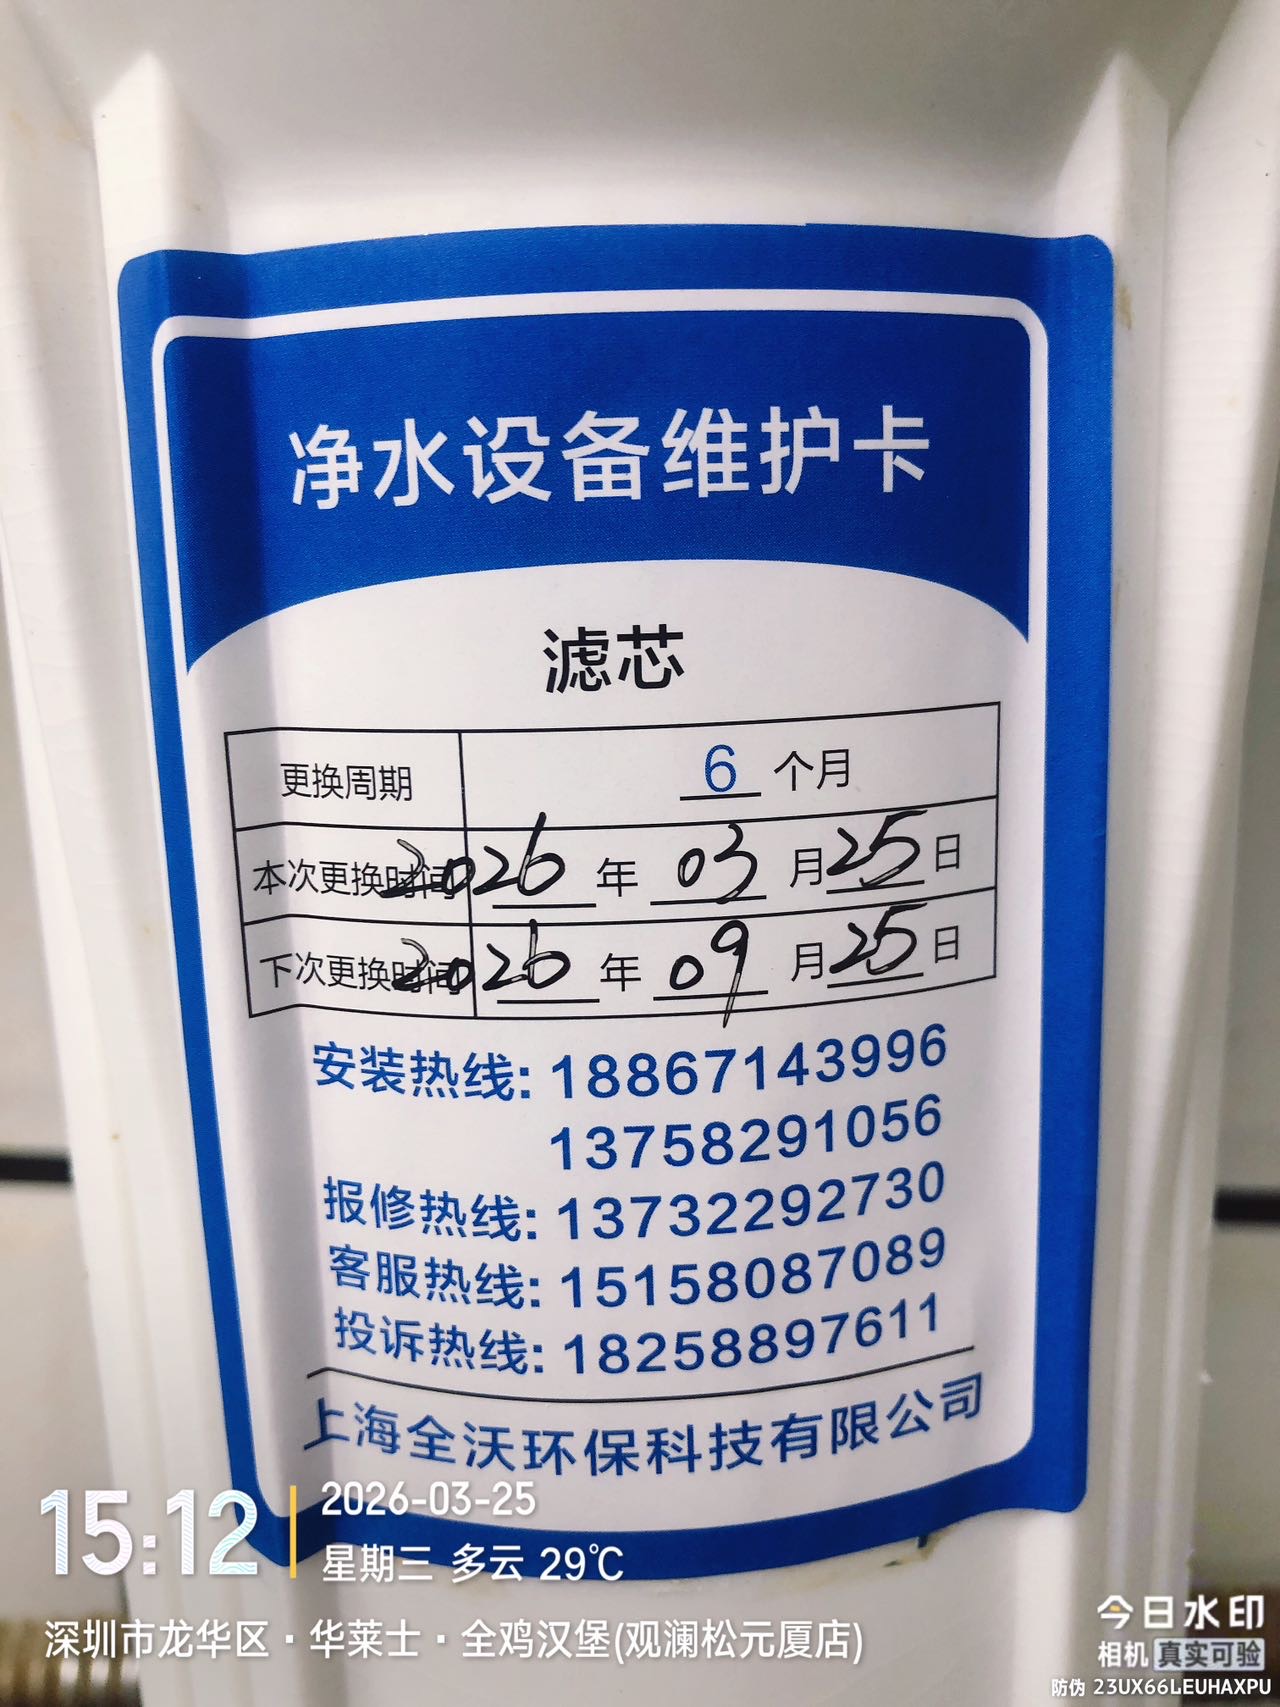 净水设备维护卡
滤芯
更换周期 6 个月
本次更换时间 2026 年 03 月 25 日
下次更换时间 2026 年 09 月 25 日
安装热线: 18867143996
13758291056
报修热线: 13732292730
客服热线: 15158087089
投诉热线: 18258897611
上海全沃环保科技有限公司
15:12
2026-03-25
星期三 多云 29℃
深圳市龙华区·华莱士·全鸡汉堡(观澜松元厦店)
今日水印
相机 真实可验
防伪 23UX66LEUHAXPU